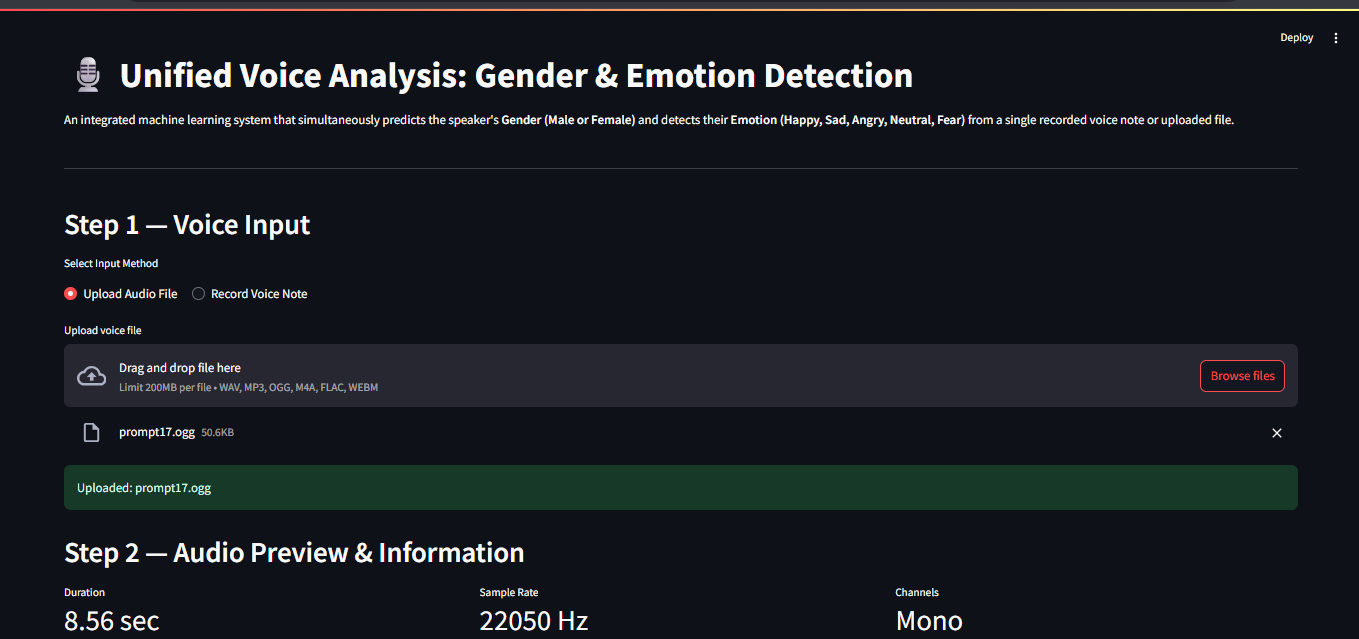 Deploy
Unified Voice Analysis: Gender & Emotion Detection
An integrated machine learning system that simultaneously predicts the speaker's Gender (Male or Female) and detects their Emotion (Happy, Sad, Angry, Neutral, Fear) from a single recorded voice note or uploaded file.
Step 1 — Voice Input
Select Input Method
Upload Audio File Record Voice Note
Upload voice file
Drag and drop file here
Limit 200MB per file • WAV, MP3, OGG, M4A, FLAC, WEBM
Browse files
prompt17.ogg 50.6KB
Uploaded: prompt17.ogg
Step 2 — Audio Preview & Information
Duration Sample Rate Channels
8.56 sec 22050 Hz Mono